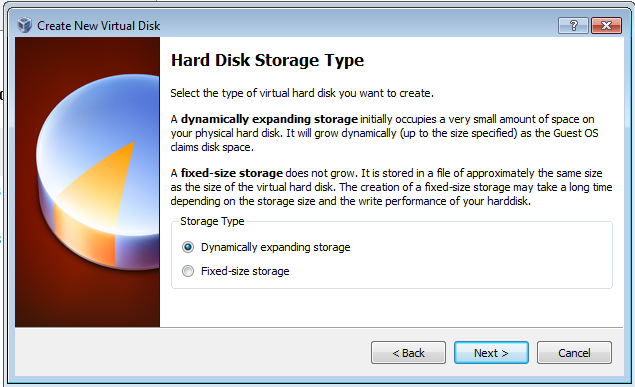 Create New Virtual Disk
Hard Disk Storage Type
Select the type of virtual hard disk you want to create.
A dynamically expanding storage initially occupies a very small amount of space on
your physical hard disk. It will grow dynamically (up to the size specified) as the Guest OS
claims disk space.
A fixed-size storage does not grow. It is stored in a file of approximately the same size
as the size of the virtual hard disk. The creation of a fixed-size storage may take a long time
depending on the storage size and the write performance of your harddisk.
Storage Type
Dynamically expanding storage
Fixed-size storage
< Back
Next >
Cancel